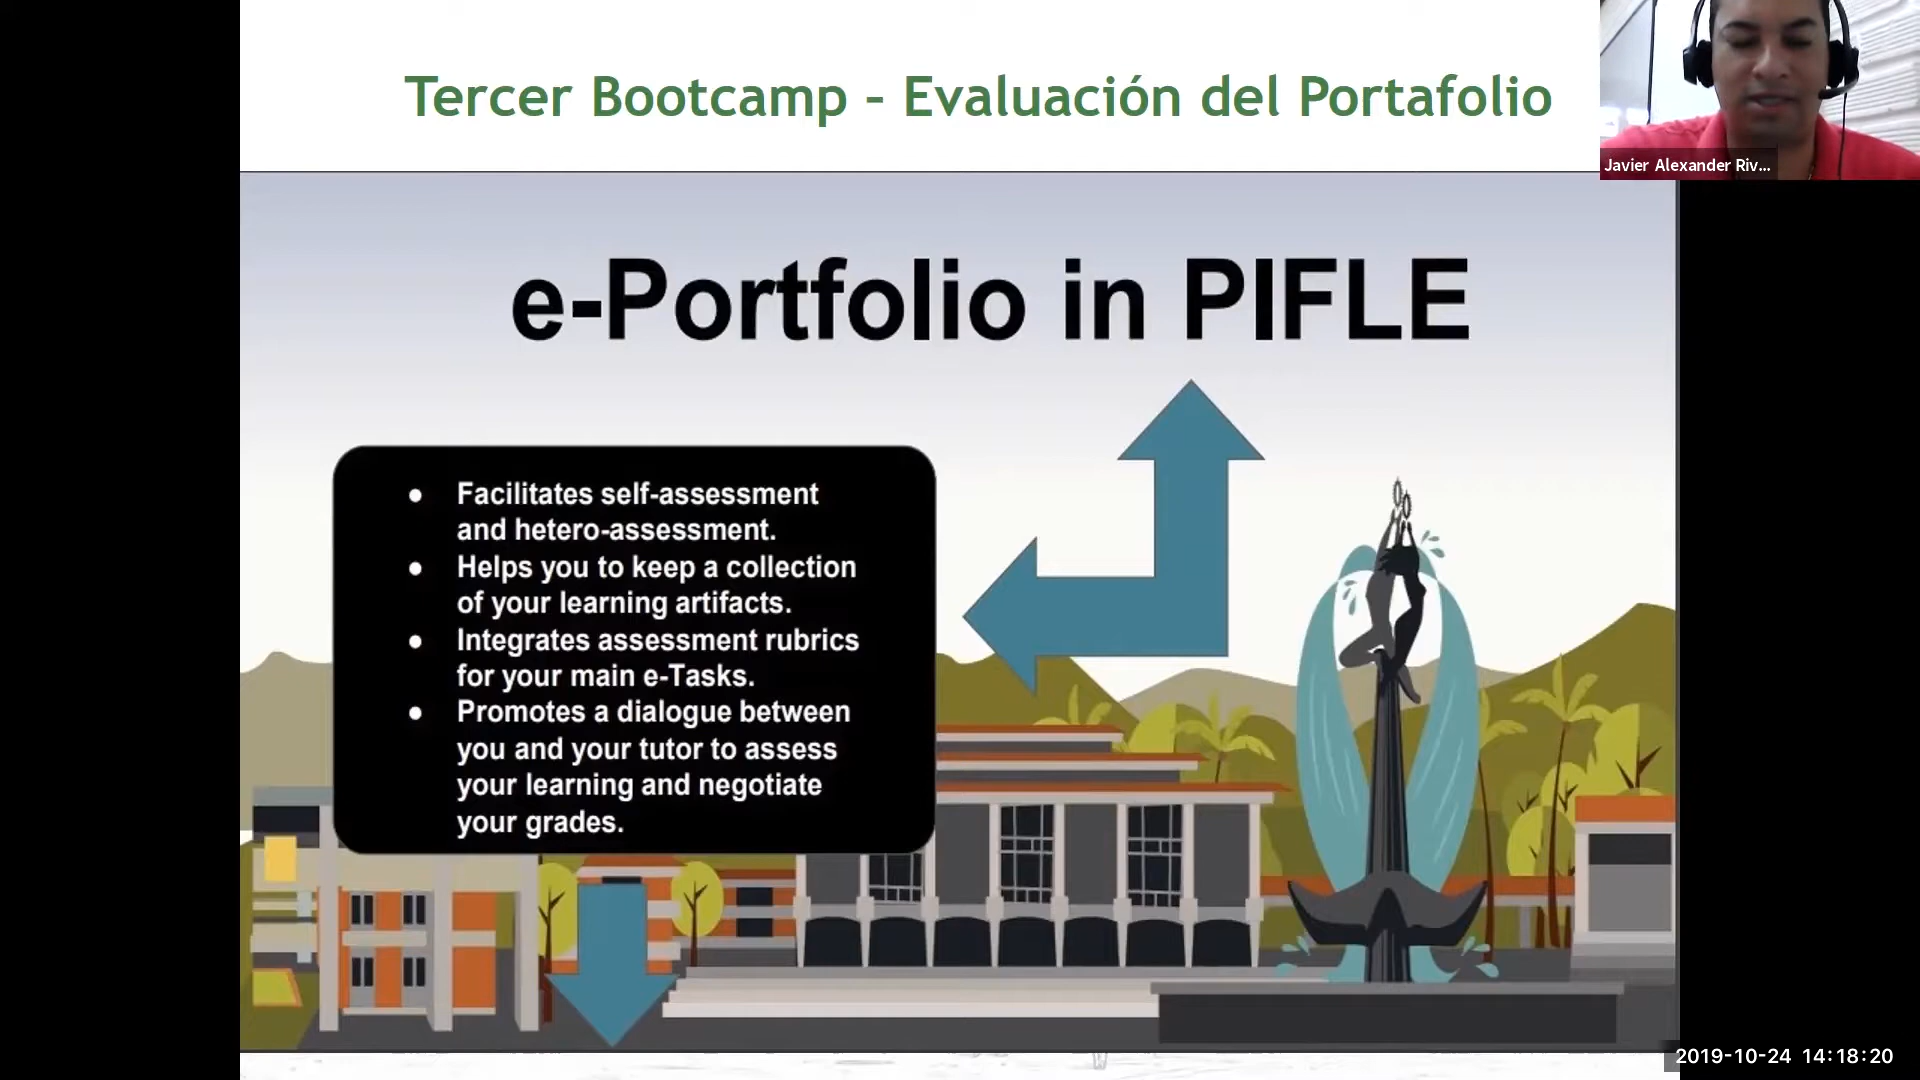 Tercer Bootcamp - Evaluación del Portafolio
Javier Alexander Riv...
e-Portfolio in PIFLE
• Facilitates self-assessment
and hetero-assessment.
• Helps you to keep a collection
of your learning artifacts.
• Integrates assessment rubrics
for your main e-Tasks.
• Promotes a dialogue between
you and your tutor to assess
your learning and negotiate
your grades.
2019-10-24 14:18:20